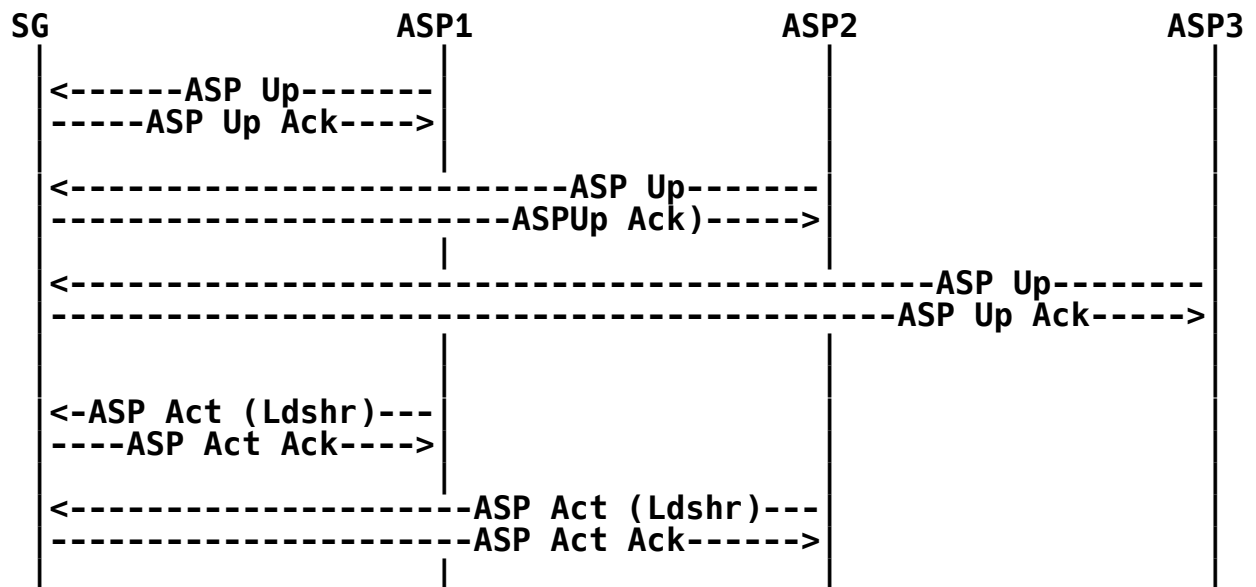 SG ASP1 ASP2 ASP3
<------ASP Up-------
-----ASP Up Ack---->
<--------------------------ASP Up-------
------------------------ASPUp Ack)----->
<---------------------------------------------ASP Up--------
--------------------------------------------ASP Up Ack----->
<-ASP Act (Ldshr)---
----ASP Act Ack---->
<---------------------ASP Act (Ldshr)---
----------------------ASP Act Ack------>